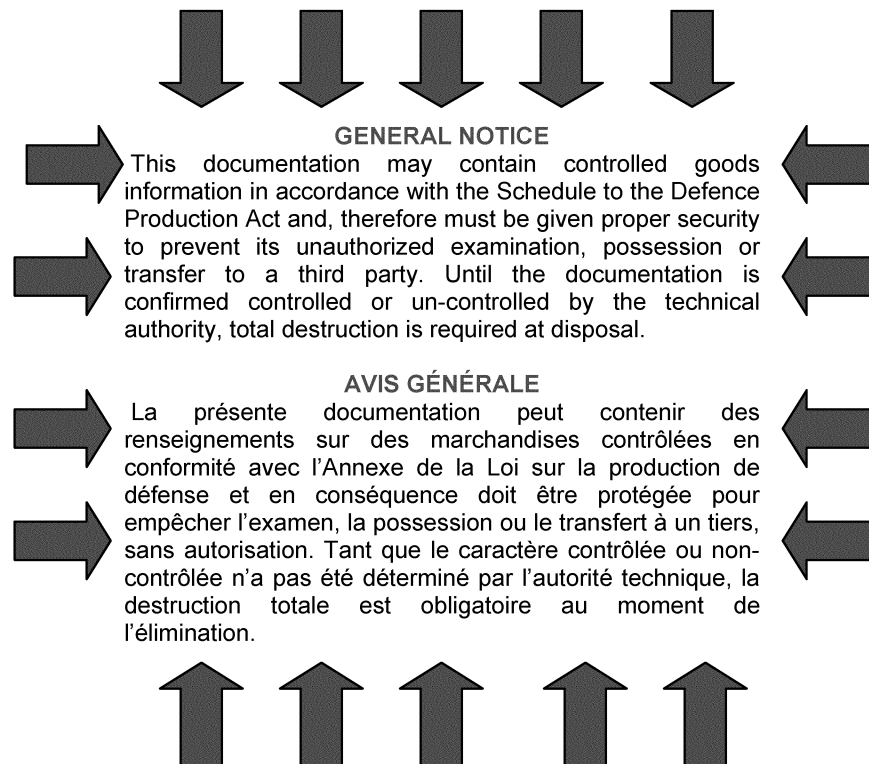 GENERAL NOTICE
This documentation may contain controlled goods
information in accordance with the Schedule to the Defence
Production Act and, therefore must be given proper security
to prevent its unauthorized examination, possession or
transfer to a third party. Until the documentation is
confirmed controlled or un-controlled by the technical
authority, total destruction is required at disposal.
AVIS GÉNÉRALE
La présente documentation peut contenir des
renseignements sur des marchandises contrôlées en
conformité avec l’Annexe de la Loi sur la production de
défense et en conséquence doit être protégée pour
empêcher l’examen, la possession ou le transfert à un tiers,
sans autorisation. Tant que le caractère contrôlée ou non-
contrôlée n’a pas été déterminé par l’autorité technique, la
destruction totale est obligatoire au moment de
l’élimination.